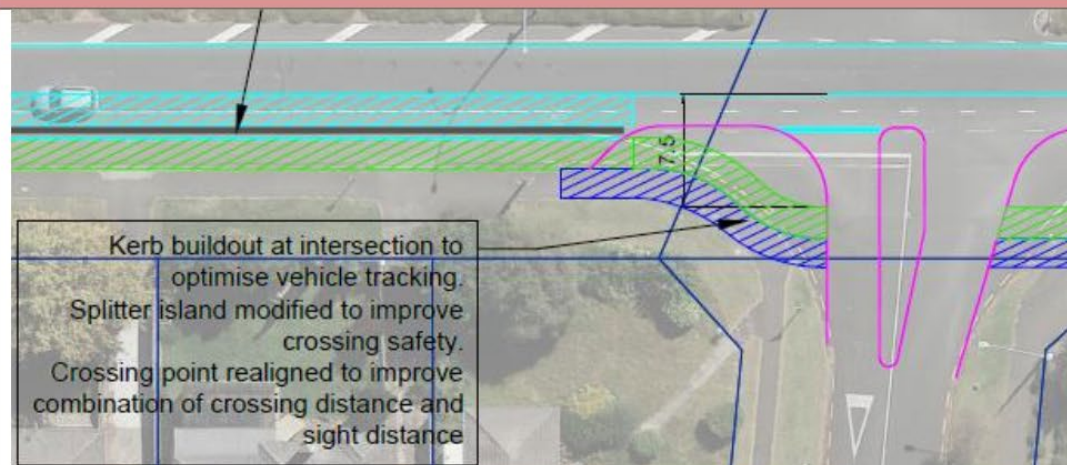 7.5
Kerb buildout at intersection to
optimise vehicle tracking.
Splitter island modified to improve
crossing safety.
Crossing point realigned to improve
combination of crossing distance and
sight distance